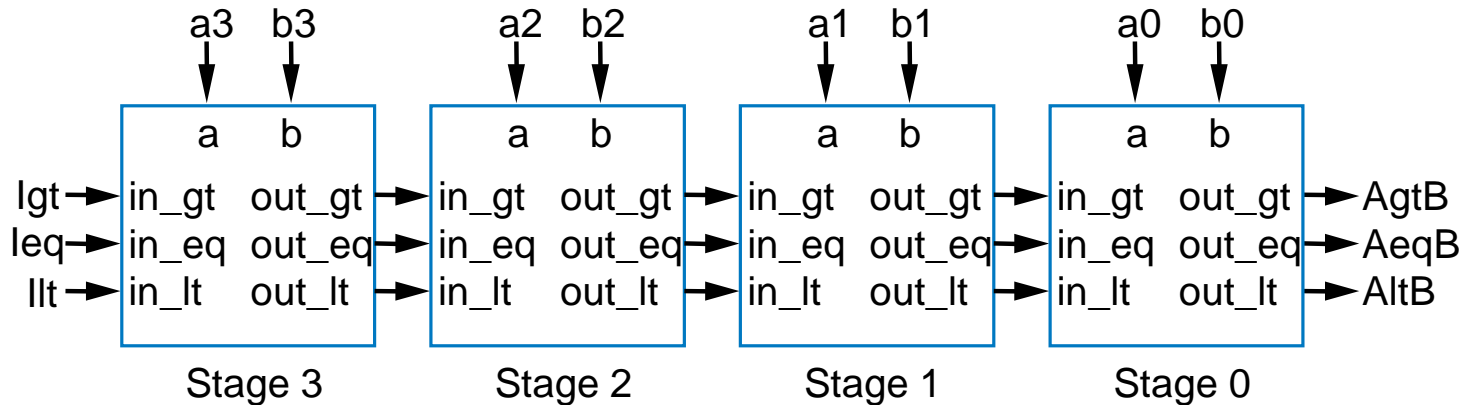 a3 b3 a2 b2 a1 b1 a0 b0
a b a b a b a b
Igt in_gt out_gt in_gt out_gt in_gt out_gt in_gt out_gt AgtB
Ieq in_eq out_eq in_eq out_eq in_eq out_eq in_eq out_eq AeqB
Ilt in_lt out_lt in_lt out_lt in_lt out_lt in_lt out_lt AltB
Stage 3 Stage 2 Stage 1 Stage 0